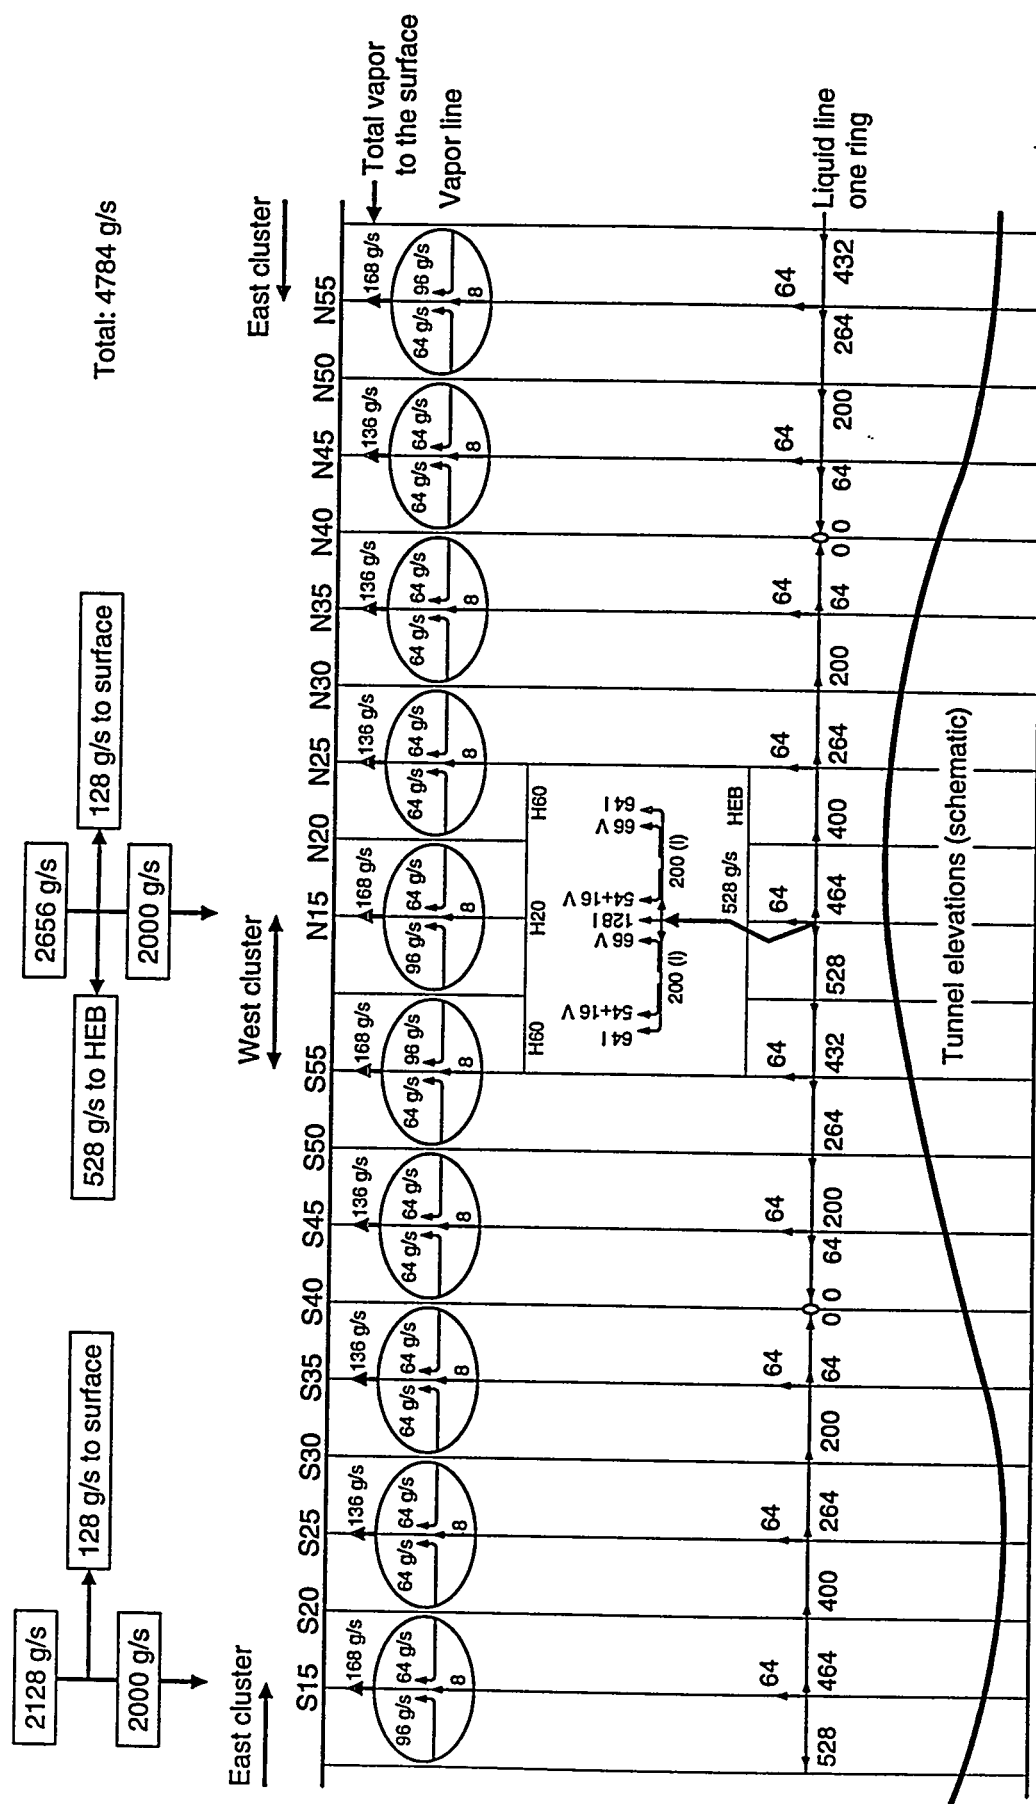 2128 g/s
128 g/s to surface
2000 g/s
2656 g/s
528 g/s to HEB
128 g/s to surface
2000 g/s
Total: 4784 g/s
East cluster
West cluster
East cluster
S15 S20 S25 S30 S35 S40 S45 S50 S55 N15 N20 N25 N30 N35 N40 N45 N50 N55
168 g/s 136 g/s 136 g/s 136 g/s 168 g/s 168 g/s 136 g/s 136 g/s 136 g/s 168 g/s
Total vapor
to the surface
96 g/s 64 g/s 64 g/s 64 g/s 64 g/s 64 g/s 64 g/s 64 g/s 64 g/s 96 g/s 96 g/s 64 g/s 64 g/s 64 g/s 64 g/s 64 g/s 64 g/s 64 g/s 64 g/s 96 g/s
Vapor line
8 8 8 8 8 8 8 8 8 8
H60 H20 H60
64 l 54+16 V 66 V 128 l 54+16 V 66 V 64 l
200 (l) 200 (l)
528 g/s HEB
64 64 64 64 64 64 64 64 64 64
Liquid line
one ring
528 464 400 264 200 64 0 0 64 200 264 432 528 464 400 264 200 64 0 0 64 200 264 432
Tunnel elevations (schematic)